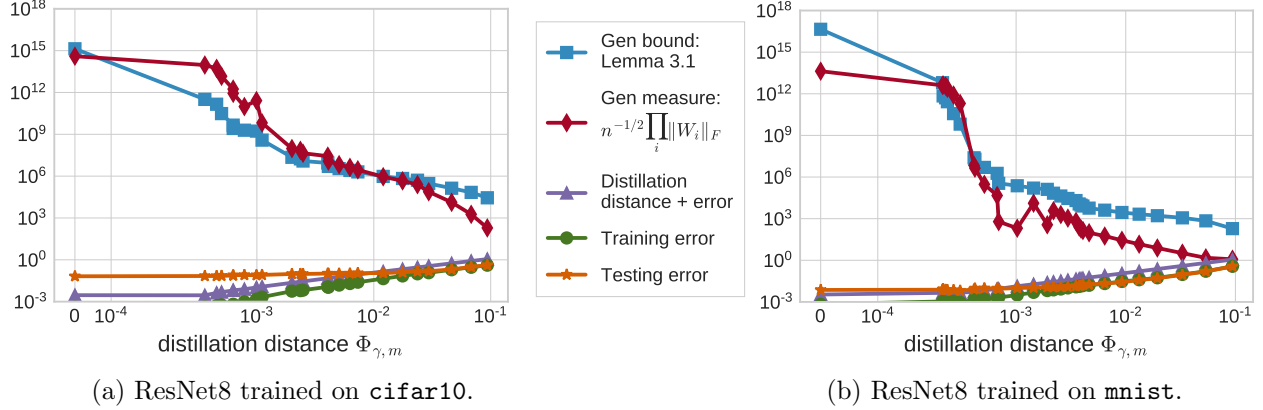 10^18
10^15
10^12
10^9
10^6
10^3
10^0
10^-3
0 10^-4 10^-3 10^-2 10^-1
distillation distance Φ_γ, m
(a) ResNet8 trained on cifar10.
Gen bound:
Lemma 3.1
Gen measure:
n^-1/2 ∏_i ‖W_i‖_F
Distillation
distance + error
Training error
Testing error
10^18
10^15
10^12
10^9
10^6
10^3
10^0
10^-3
0 10^-4 10^-3 10^-2 10^-1
distillation distance Φ_γ, m
(b) ResNet8 trained on mnist.